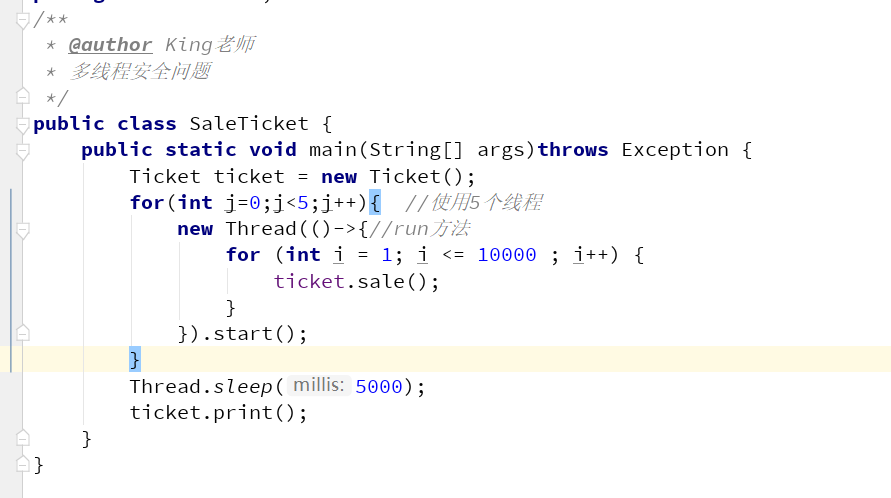 /**
 * @author King老师
 * 多线程安全问题
 */
public class SaleTicket {
    public static void main(String[] args)throws Exception {
        Ticket ticket = new Ticket();
        for(int j=0;j<5;j++){  //使用5个线程
            new Thread(()->{//run方法
                for (int i = 1; i <= 10000 ; i++) {
                    ticket.sale();
                }
            }).start();
        }
        Thread.sleep( millis: 5000);
        ticket.print();
    }
}